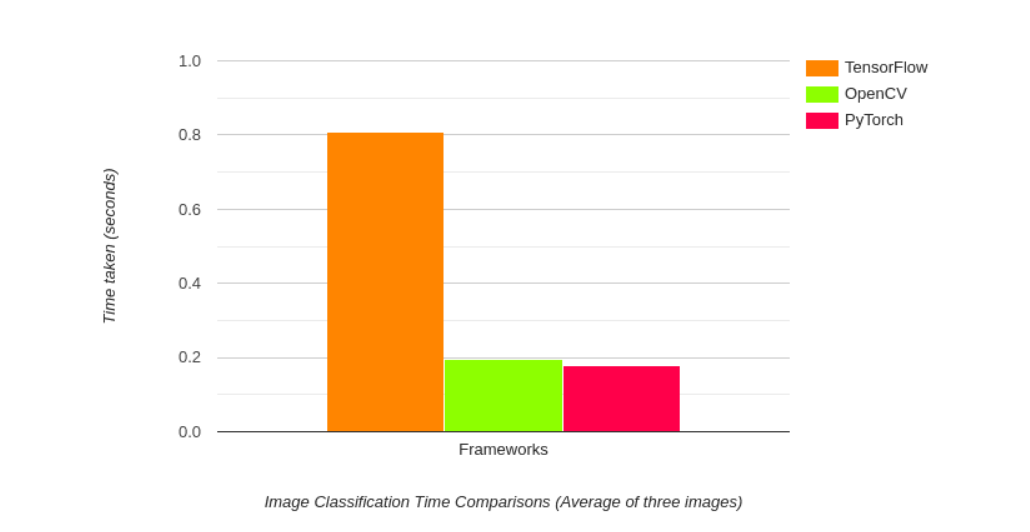 1.0
0.8
0.6
0.4
0.2
0.0
Time taken (seconds)
TensorFlow
OpenCV
PyTorch
Frameworks
Image Classification Time Comparisons (Average of three images)